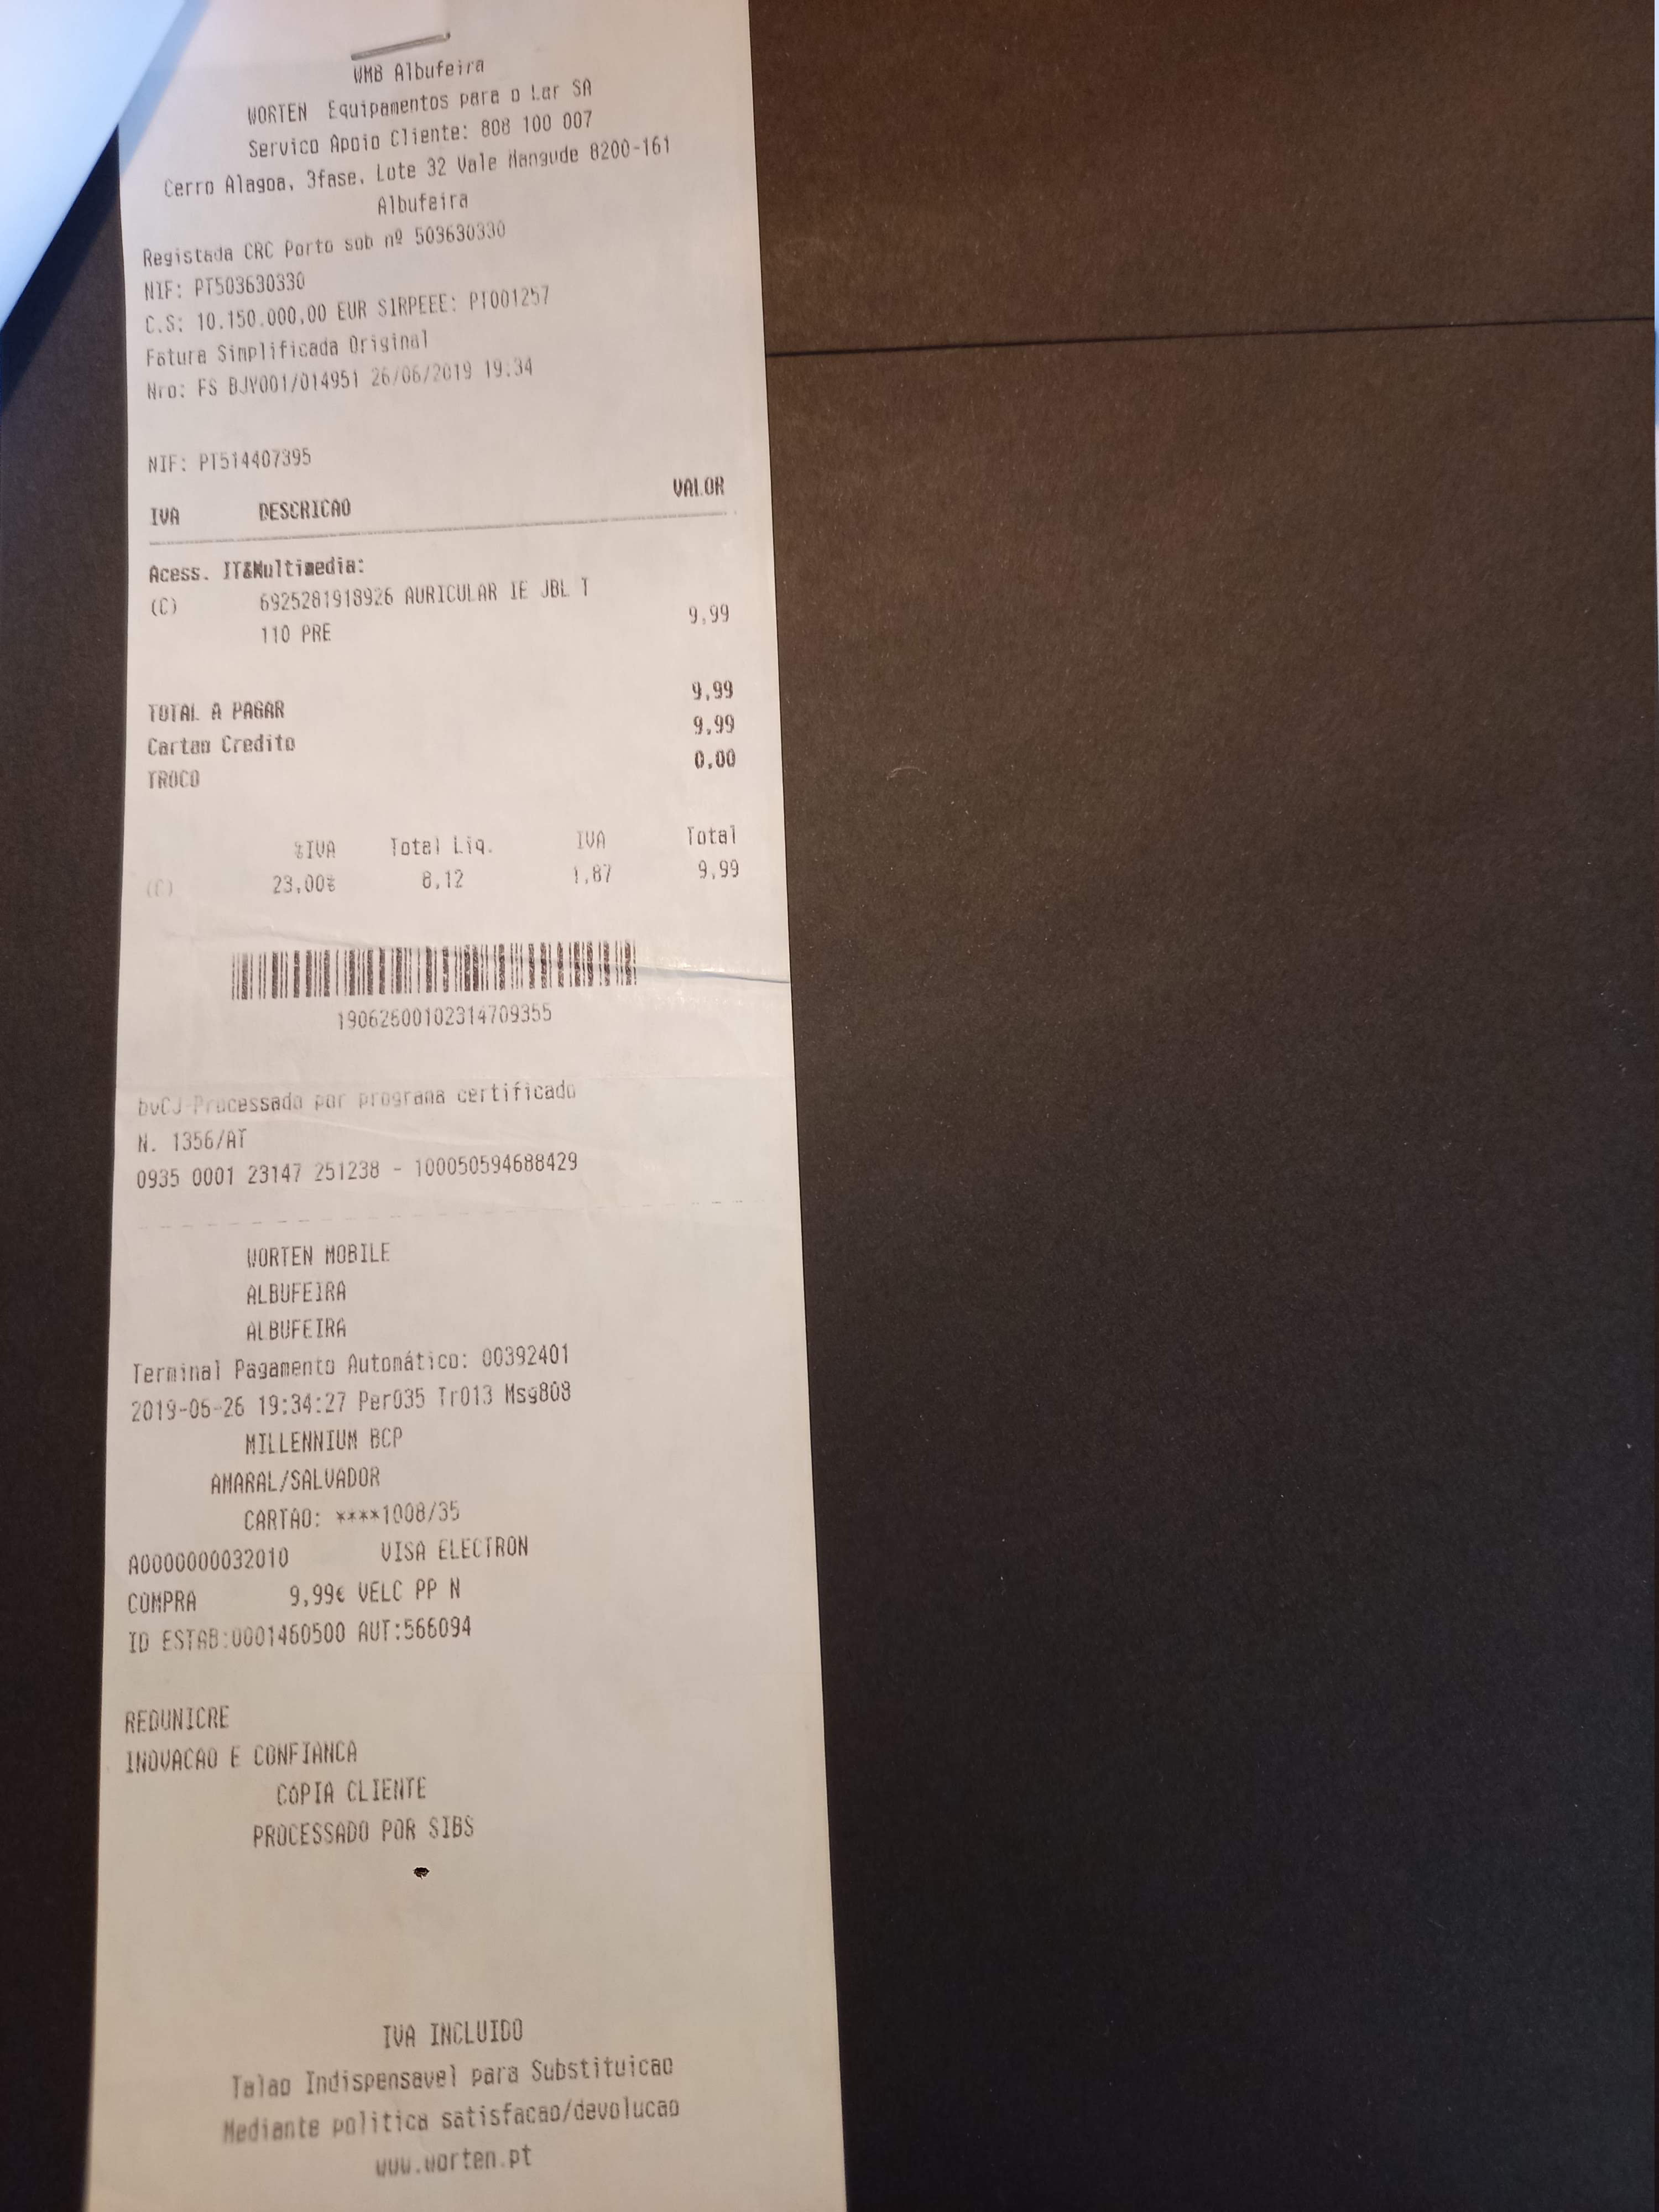 WMB Albufeira
WORTEN Equipamentos para o Lar SA
Servico Apoio Cliente: 808 100 007
Cerro Alagoa, 3fase, Lote 32 Vale Mangude 8200-161
Albufeira
Registada CRC Porto sob nº 503630330
NIF: PT503630330
C.S: 10.150.000,00 EUR SIRPEEE: PT001257
Fatura Simplificada Original
Nro: FS BJY001/014951 26/06/2019 19:34
NIF: PT514407395
IVA DESCRICAO VALOR
Acess. IT&Multimedia:
(C) 6925281918926 AURICULAR IE JBL T
110 PRE 9,99
TOTAL A PAGAR 9,99
Cartao Credito 9,99
TROCO 0,00
%IVA Total Liq. IVA Total
(C) 23,00% 8,12 1,87 9,99
19062600102314709355
bvCJ-Processado por programa certificado
N. 1356/AT
0935 0001 23147 251238 - 100050594688429
WORTEN MOBILE
ALBUFEIRA
ALBUFEIRA
Terminal Pagamento Automático: 00392401
2019-06-26 19:34:27 Per035 Tr013 Msg808
MILLENNIUM BCP
AMARAL/SALVADOR
CARTAO: ****1008/35
A0000000032010 VISA ELECTRON
COMPRA 9,99€ VELC PP N
ID ESTAB:0001460500 AUT:566094
REDUNICRE
INOVACAO E CONFIANCA
COPIA CLIENTE
PROCESSADO POR SIBS
IVA INCLUIDO
Talao Indispensavel para Substituicao
Mediante politica satisfacao/devolucao
www.worten.pt